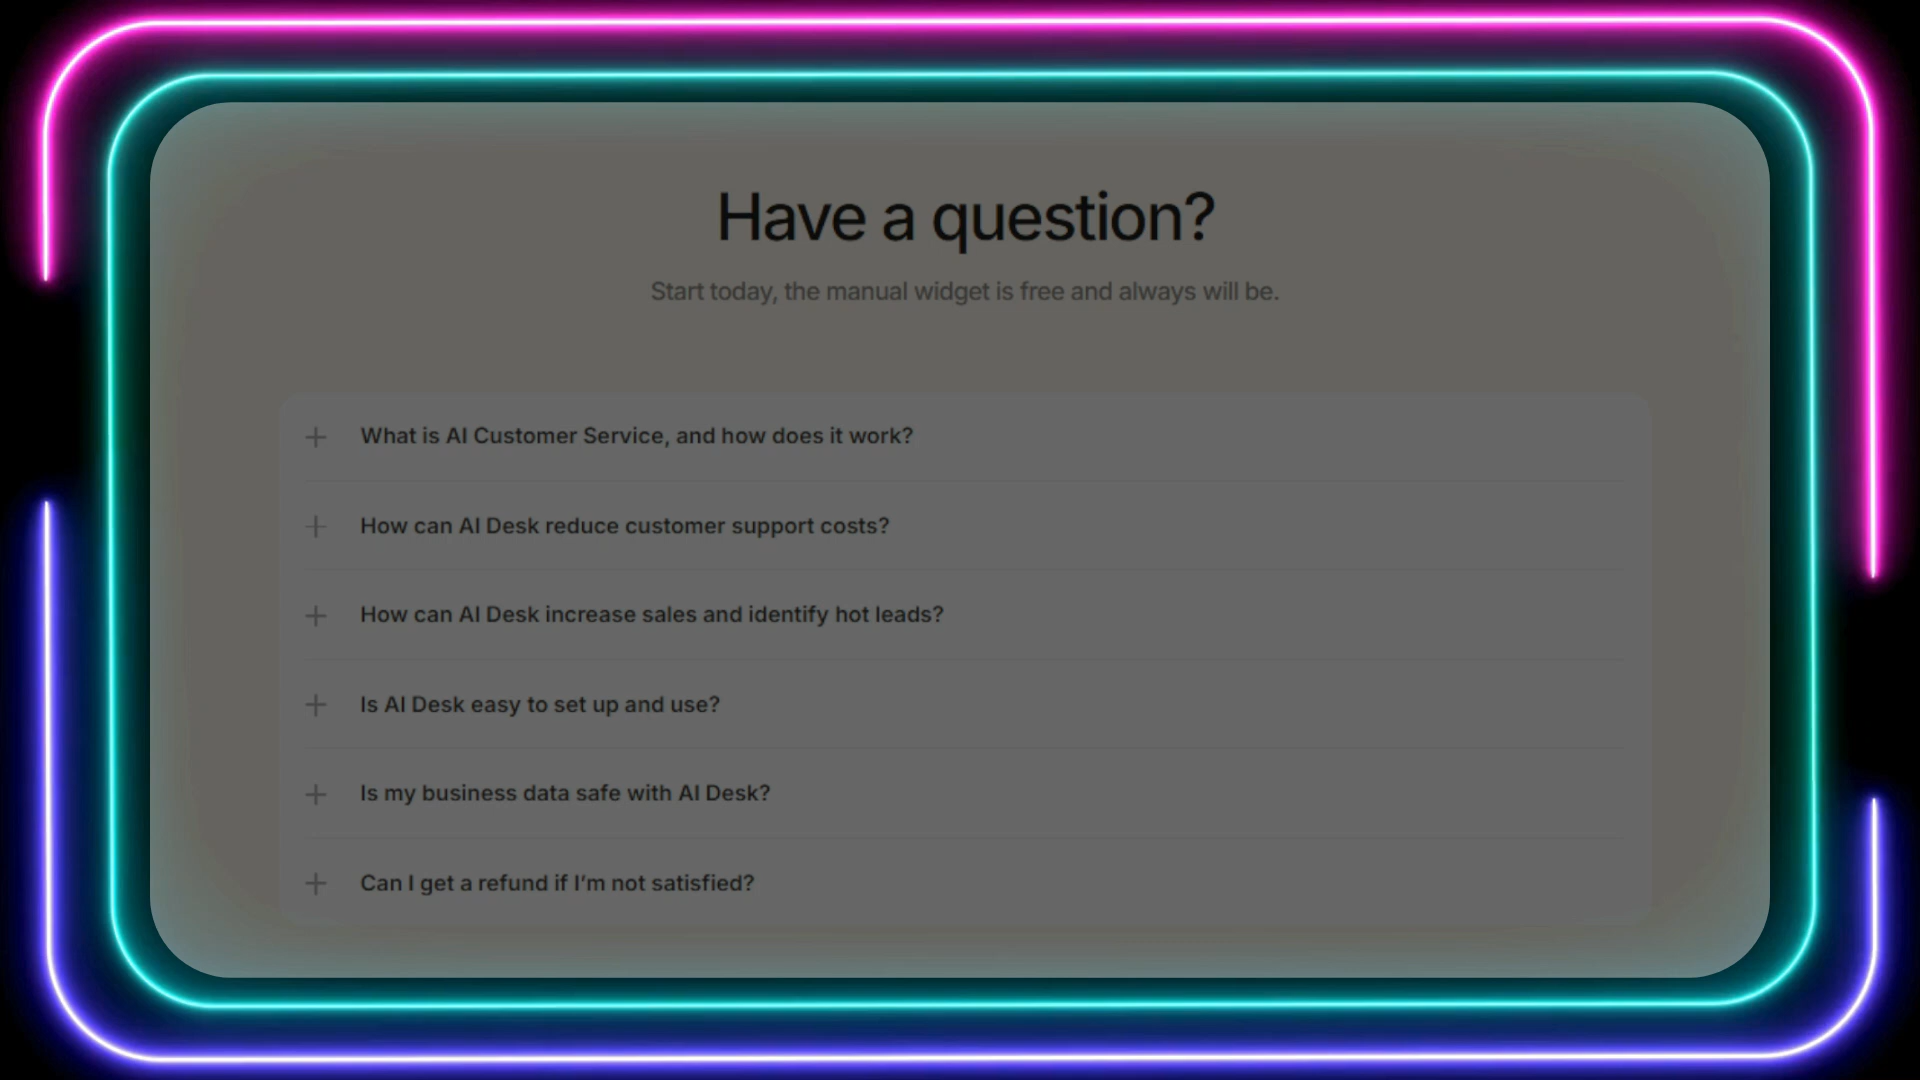 Have a question?
Start today, the manual widget is free and always will be.
What is AI Customer Service, and how does it work?
How can AI Desk reduce customer support costs?
How can AI Desk increase sales and identify hot leads?
Is AI Desk easy to set up and use?
Is my business data safe with AI Desk?
Can I get a refund if I’m not satisfied?